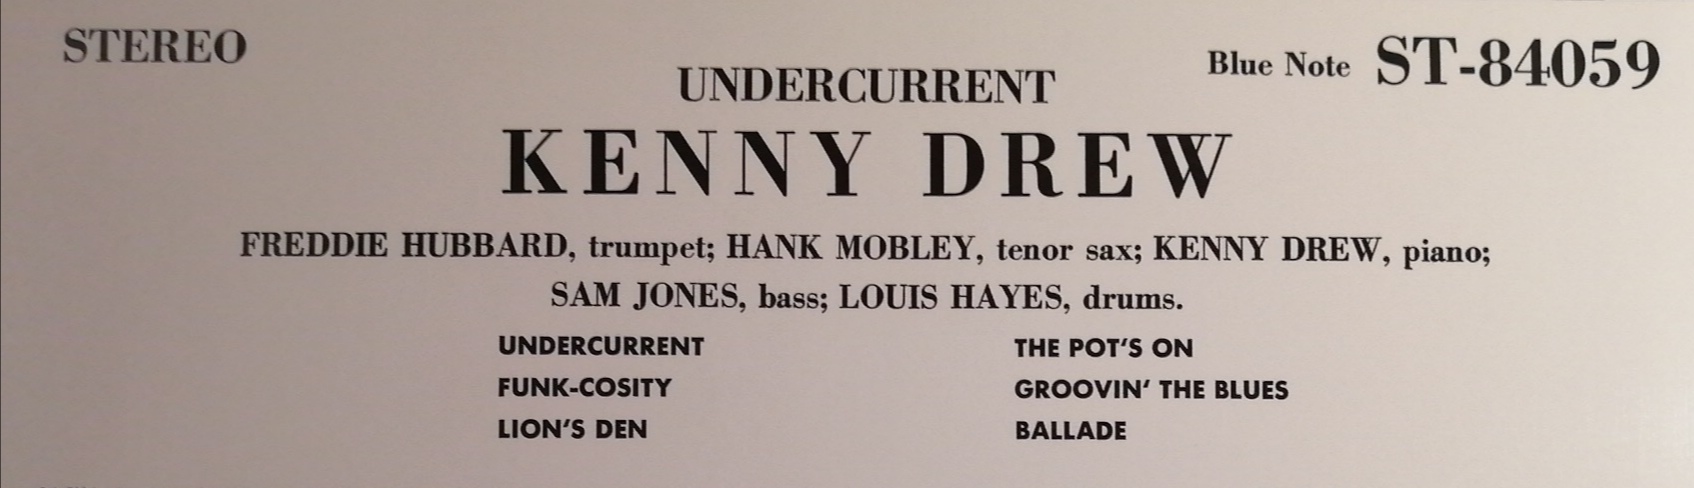 STEREO
Blue Note ST-84059
UNDERCURRENT
KENNY DREW
FREDDIE HUBBARD, trumpet; HANK MOBLEY, tenor sax; KENNY DREW, piano;
SAM JONES, bass; LOUIS HAYES, drums.
UNDERCURRENT
FUNK-COSITY
LION'S DEN
THE POT'S ON
GROOVIN' THE BLUES
BALLADE